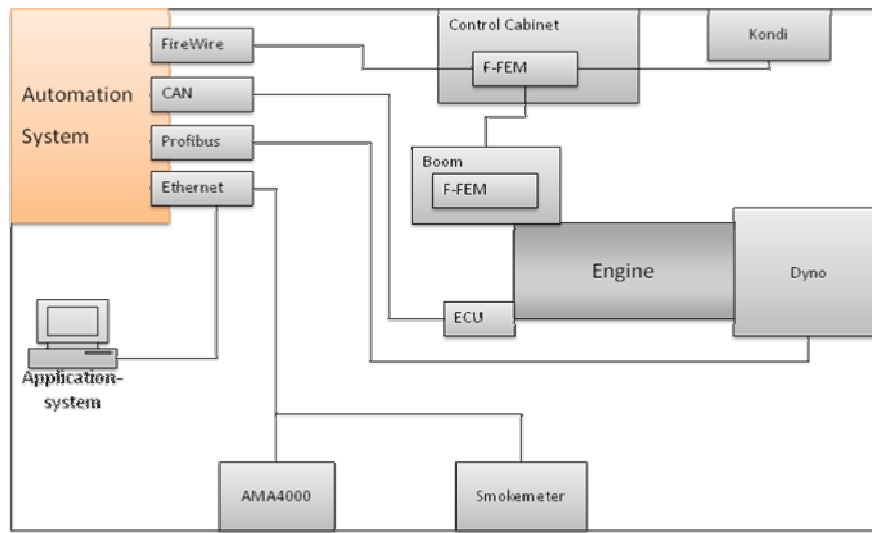 Automation
System
FireWire
CAN
Profibus
Ethernet
Control Cabinet
F-FEM
Kondi
Boom
F-FEM
Engine
Dyno
ECU
Application-
system
AMA4000
Smokemeter